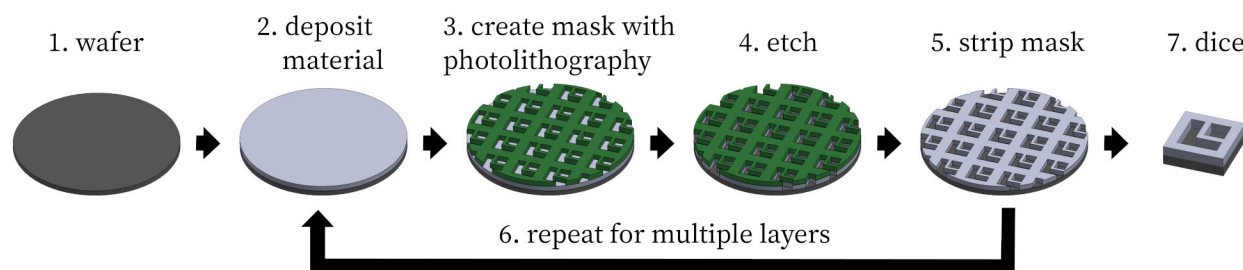 1. wafer
2. deposit
material
3. create mask with
photolithography
4. etch
5. strip mask
7. dice
6. repeat for multiple layers